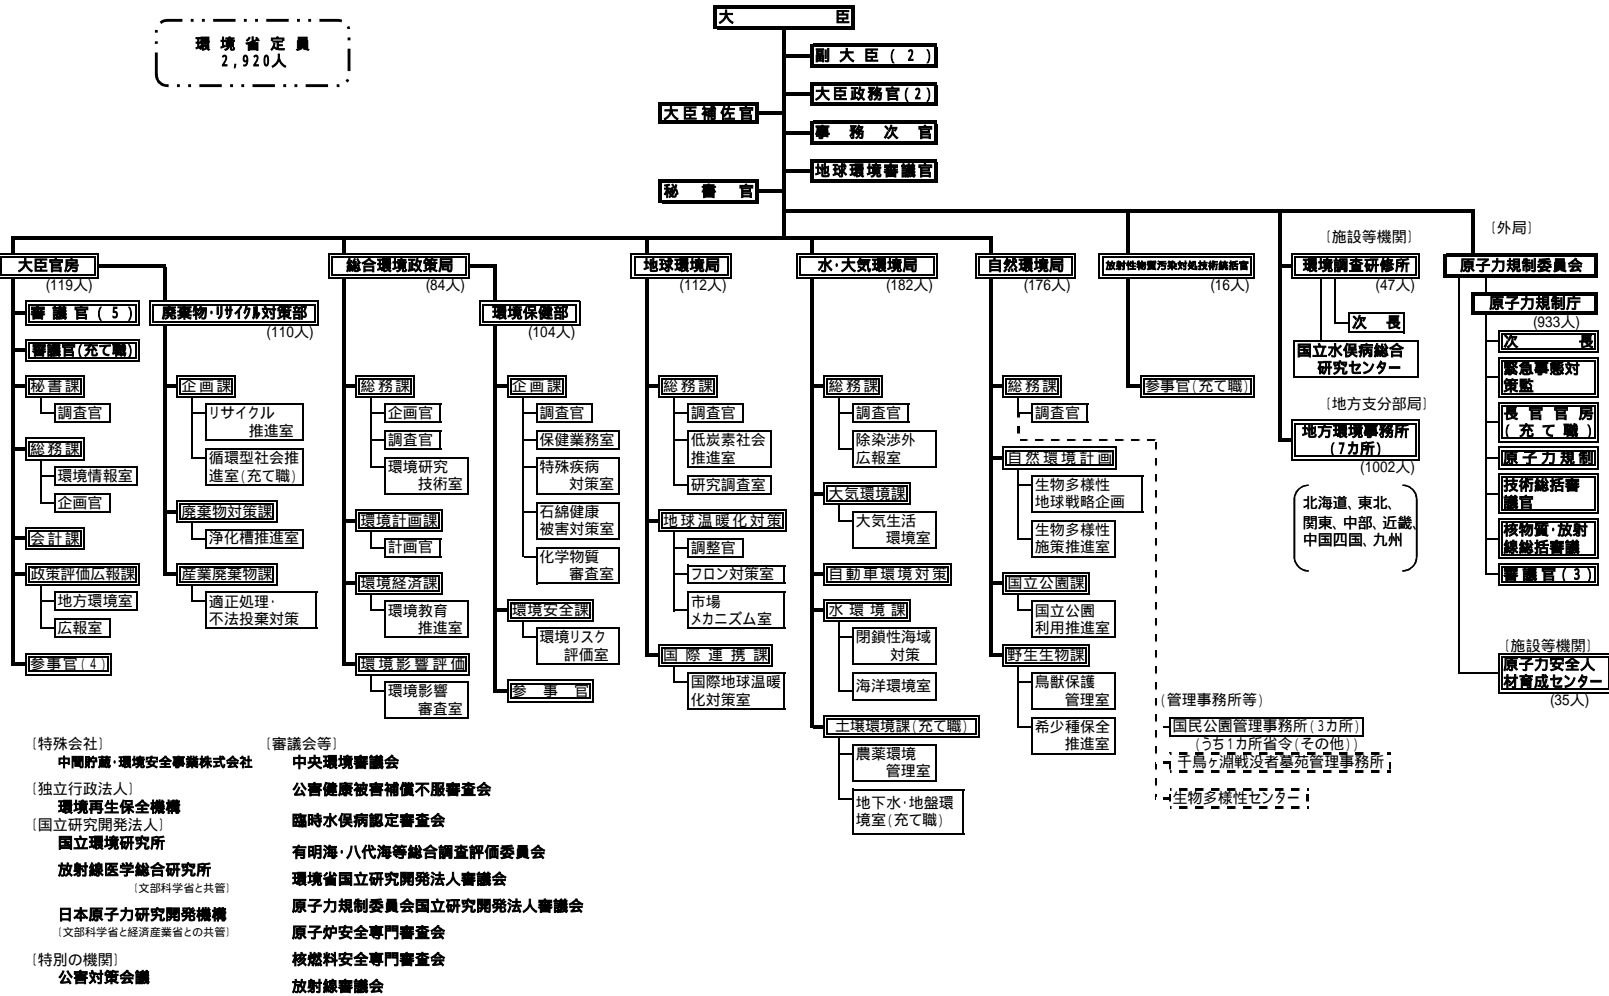 大臣
環境省定員
2,920人
副大臣(2)
大臣政務官(2)
大臣補佐官
事務次官
地球環境審議官
秘書官
大臣官房
(119人)
審議官(5)
審議官(充て職)
秘書課
調査官
総務課
環境情報室
企画官
会計課
政策評価広報課
地方環境室
広報室
参事官(4)
廃棄物・リサイクル対策部
(110人)
企画課
リサイクル
推進室
循環型社会推
進室(充て職)
廃棄物対策課
浄化槽推進室
産業廃棄物課
適正処理・
不法投棄対策
総合環境政策局
(84人)
総務課
企画官
調査官
環境研究
技術室
環境計画課
計画官
環境経済課
環境教育
推進室
環境影響評価
環境影響
審査室
環境保健部
(104人)
企画課
調査官
保健業務室
特殊疾病
対策室
石綿健康
被害対策室
化学物質
審査室
環境安全課
環境リスク
評価室
参事官
地球環境局
(112人)
総務課
調査官
低炭素社会
推進室
研究調査室
地球温暖化対策
調整官
フロン対策室
市場
メカニズム室
国際連携課
国際地球温暖
化対策室
水・大気環境局
(182人)
総務課
調査官
除染渉外
広報室
大気環境課
大気生活
環境室
自動車環境対策
水環境課
閉鎖性海域
対策
海洋環境室
土壌環境課(充て職)
農薬環境
管理室
地下水・地盤環
境室(充て職)
自然環境局
(176人)
総務課
調査官
自然環境計画
生物多様性
地球戦略企画
生物多様性
施策推進室
国立公園課
国立公園
利用推進室
野生生物課
鳥獣保護
管理室
希少種保全
推進室
(管理事務所等)
国民公園管理事務所(3カ所)
(うち1カ所省令(その他))
千鳥ヶ淵戦没者墓苑管理事務所
生物多様性センター
放射性物質汚染対処技術統括官
(16人)
参事官(充て職)
〔施設等機関〕
環境調査研修所
(47人)
次長
国立水俣病総合
研究センター
〔地方支分部局〕
地方環境事務所
(7カ所)
(1002人)
北海道、東北、
関東、中部、近畿、
中国四国、九州
〔外局〕
原子力規制委員会
原子力規制庁
(933人)
次長
緊急事態対
策監
長官官房
(充て職)
原子力規制
技術総括審
議官
核物質・放射
線総括審議
審議官(3)
〔施設等機関〕
原子力安全人
材育成センター
(35人)
〔特殊会社〕
中間貯蔵・環境安全事業株式会社
〔独立行政法人〕
環境再生保全機構
〔国立研究開発法人〕
国立環境研究所
放射線医学総合研究所
〔文部科学省と共管〕
日本原子力研究開発機構
〔文部科学省と経済産業省との共管〕
〔特別の機関〕
公害対策会議
〔審議会等〕
中央環境審議会
公害健康被害補償不服審査会
臨時水俣病認定審査会
有明海・八代海等総合調査評価委員会
環境省国立研究開発法人審議会
原子力規制委員会国立研究開発法人審議会
原子炉安全専門審査会
核燃料安全専門審査会
放射線審議会